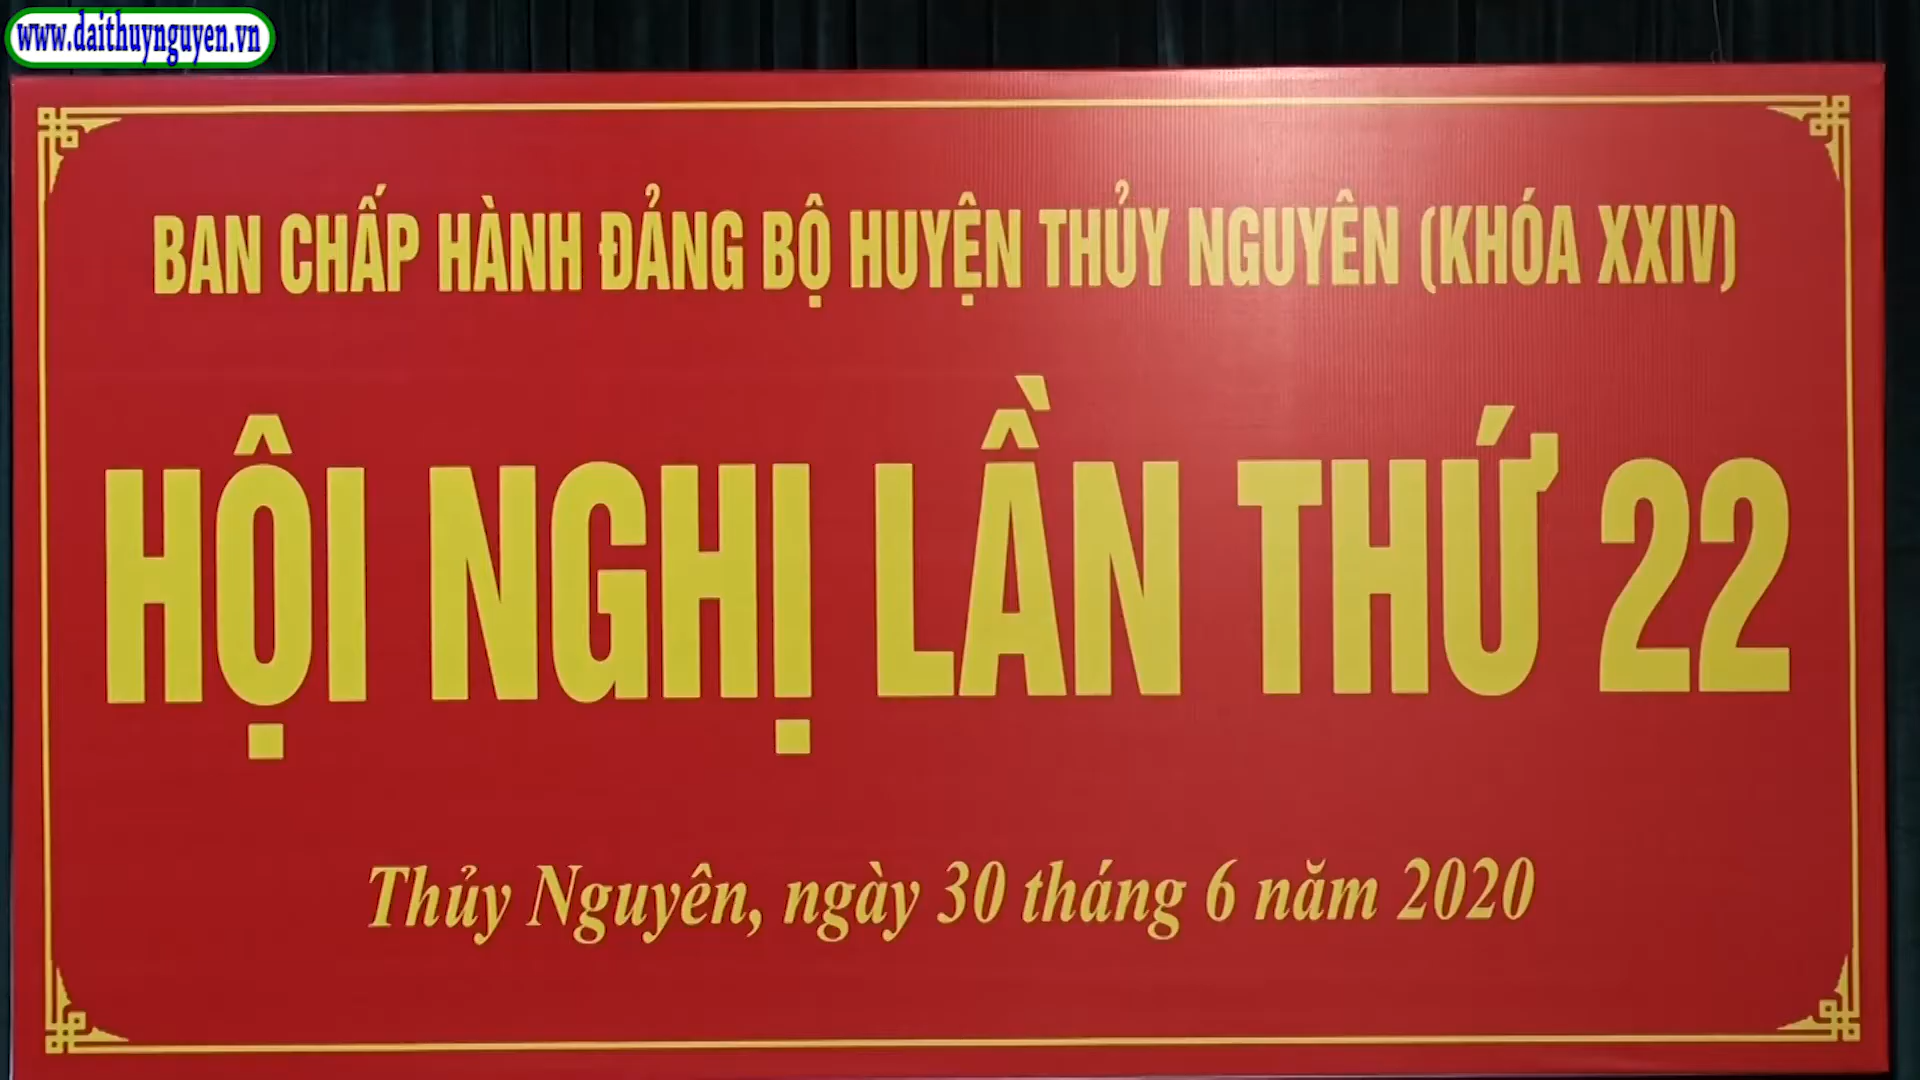 www.daithuynguyen.vn
BAN CHẤP HÀNH ĐẢNG BỘ HUYỆN THỦY NGUYÊN (KHÓA XXIV)
HỘI NGHỊ LẦN THỨ 22
Thủy Nguyên, ngày 30 tháng 6 năm 2020